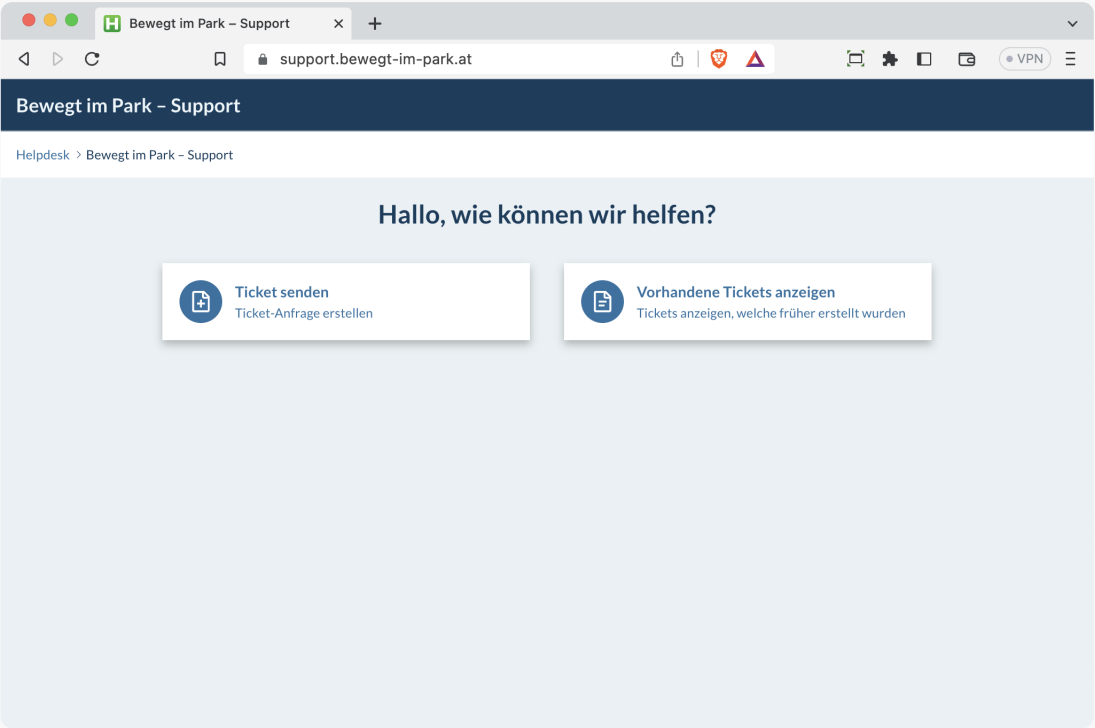 Bewegt im Park – Support
support.bewegt-im-park.at
VPN
Bewegt im Park – Support
Helpdesk > Bewegt im Park – Support
Hallo, wie können wir helfen?
Ticket senden
Ticket-Anfrage erstellen
Vorhandene Tickets anzeigen
Tickets anzeigen, welche früher erstellt wurden